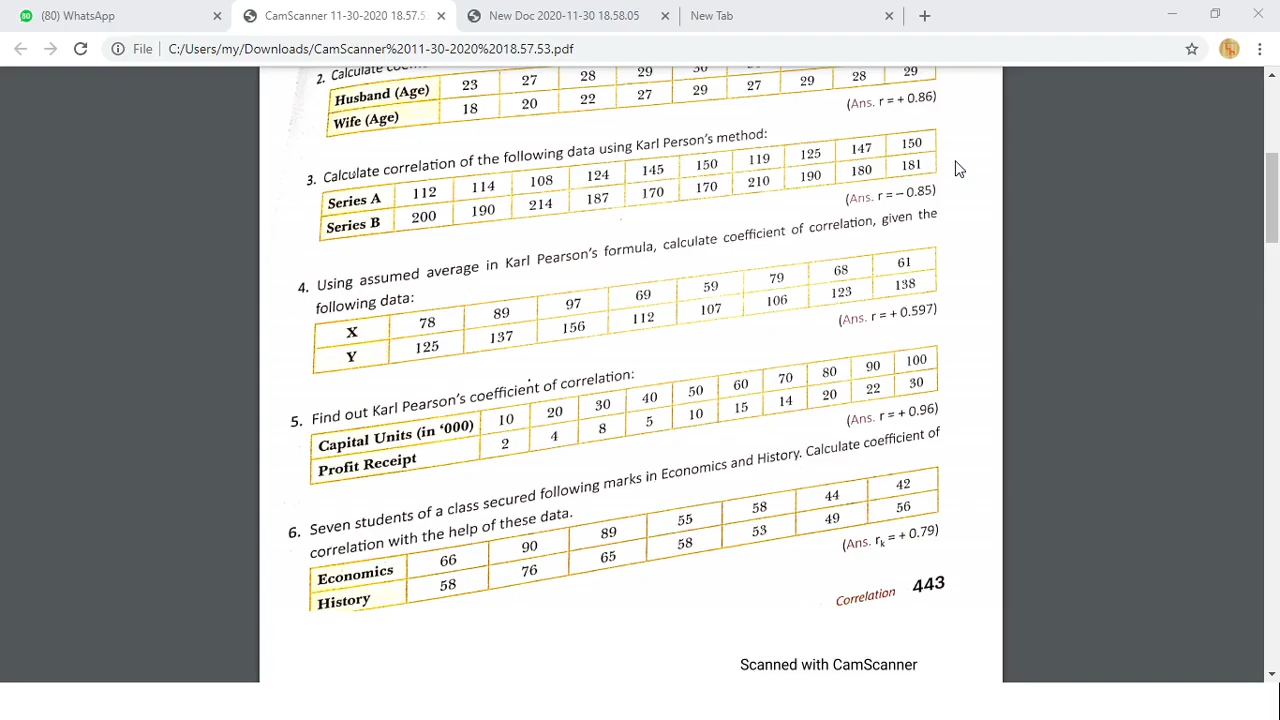 (80) WhatsApp
CamScanner 11-30-2020 18.57.5
New Doc 2020-11-30 18.58.05
New Tab
File C:/Users/my/Downloads/CamScanner%2011-30-2020%2018.57.53.pdf
2. Calculate
Husband (Age) 23 27 28 29 30
Wife (Age) 18 20 22 27 29 27 29 28 29
(Ans. r = + 0.86)
3. Calculate correlation of the following data using Karl Person's method:
Series A 112 114 108 124 145 150 119 125 147 150
Series B 200 190 214 187 170 170 210 190 180 181
(Ans. r = – 0.85)
4. Using assumed average in Karl Pearson's formula, calculate coefficient of correlation, given the
following data:
X 78 89 97 69 59 79 68 61
Y 125 137 156 112 107 106 123 138
(Ans. r = + 0.597)
5. Find out Karl Pearson's coefficient of correlation:
Capital Units (in '000) 10 20 30 40 50 60 70 80 90 100
Profit Receipt 2 4 8 5 10 15 14 20 22 30
(Ans. r = + 0.96)
6. Seven students of a class secured following marks in Economics and History. Calculate coefficient of
correlation with the help of these data.
Economics 66 90 89 55 58 44 42
History 58 76 65 58 53 49 56
(Ans. rk = + 0.79)
Correlation 443
Scanned with CamScanner